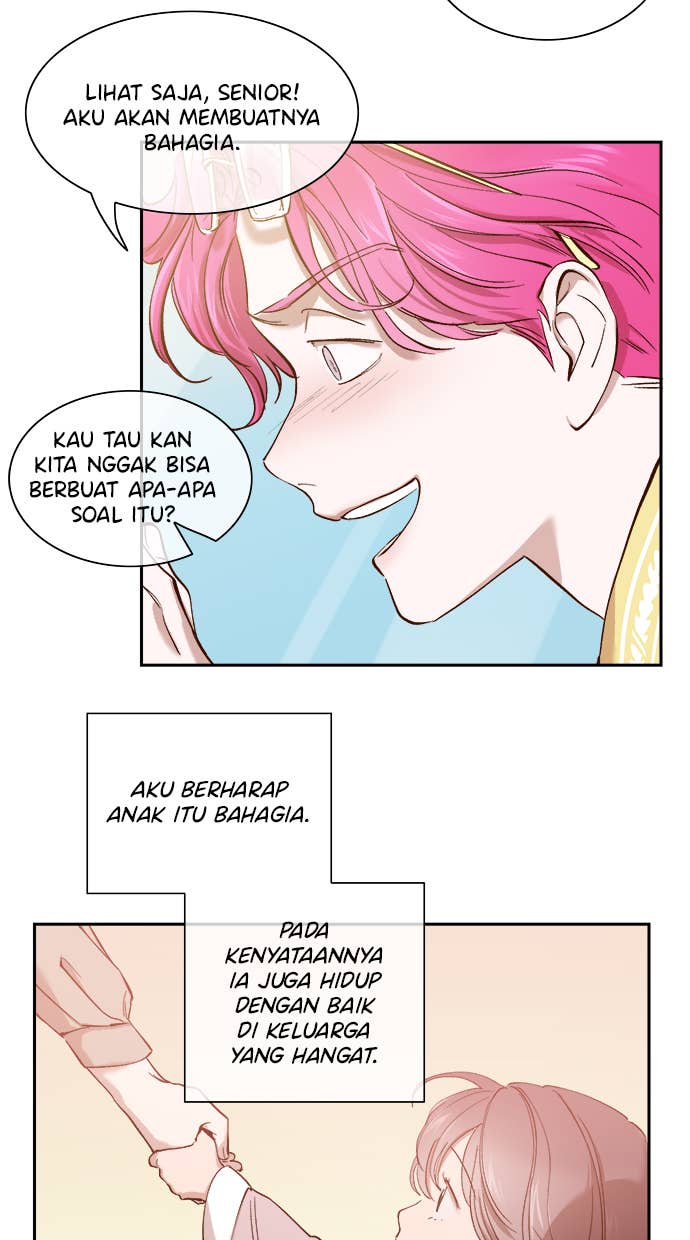 LIHAT SAJA, SENIOR!
AKU AKAN MEMBUATNYA
BAHAGIA.
KAU TAU KAN
KITA NGGAK BISA
BERBUAT APA-APA
SOAL ITU?
AKU BERHARAP
ANAK ITU BAHAGIA.
PADA
KENYATAANNYA
IA JUGA HIDUP
DENGAN BAIK
DI KELUARGA
YANG HANGAT.